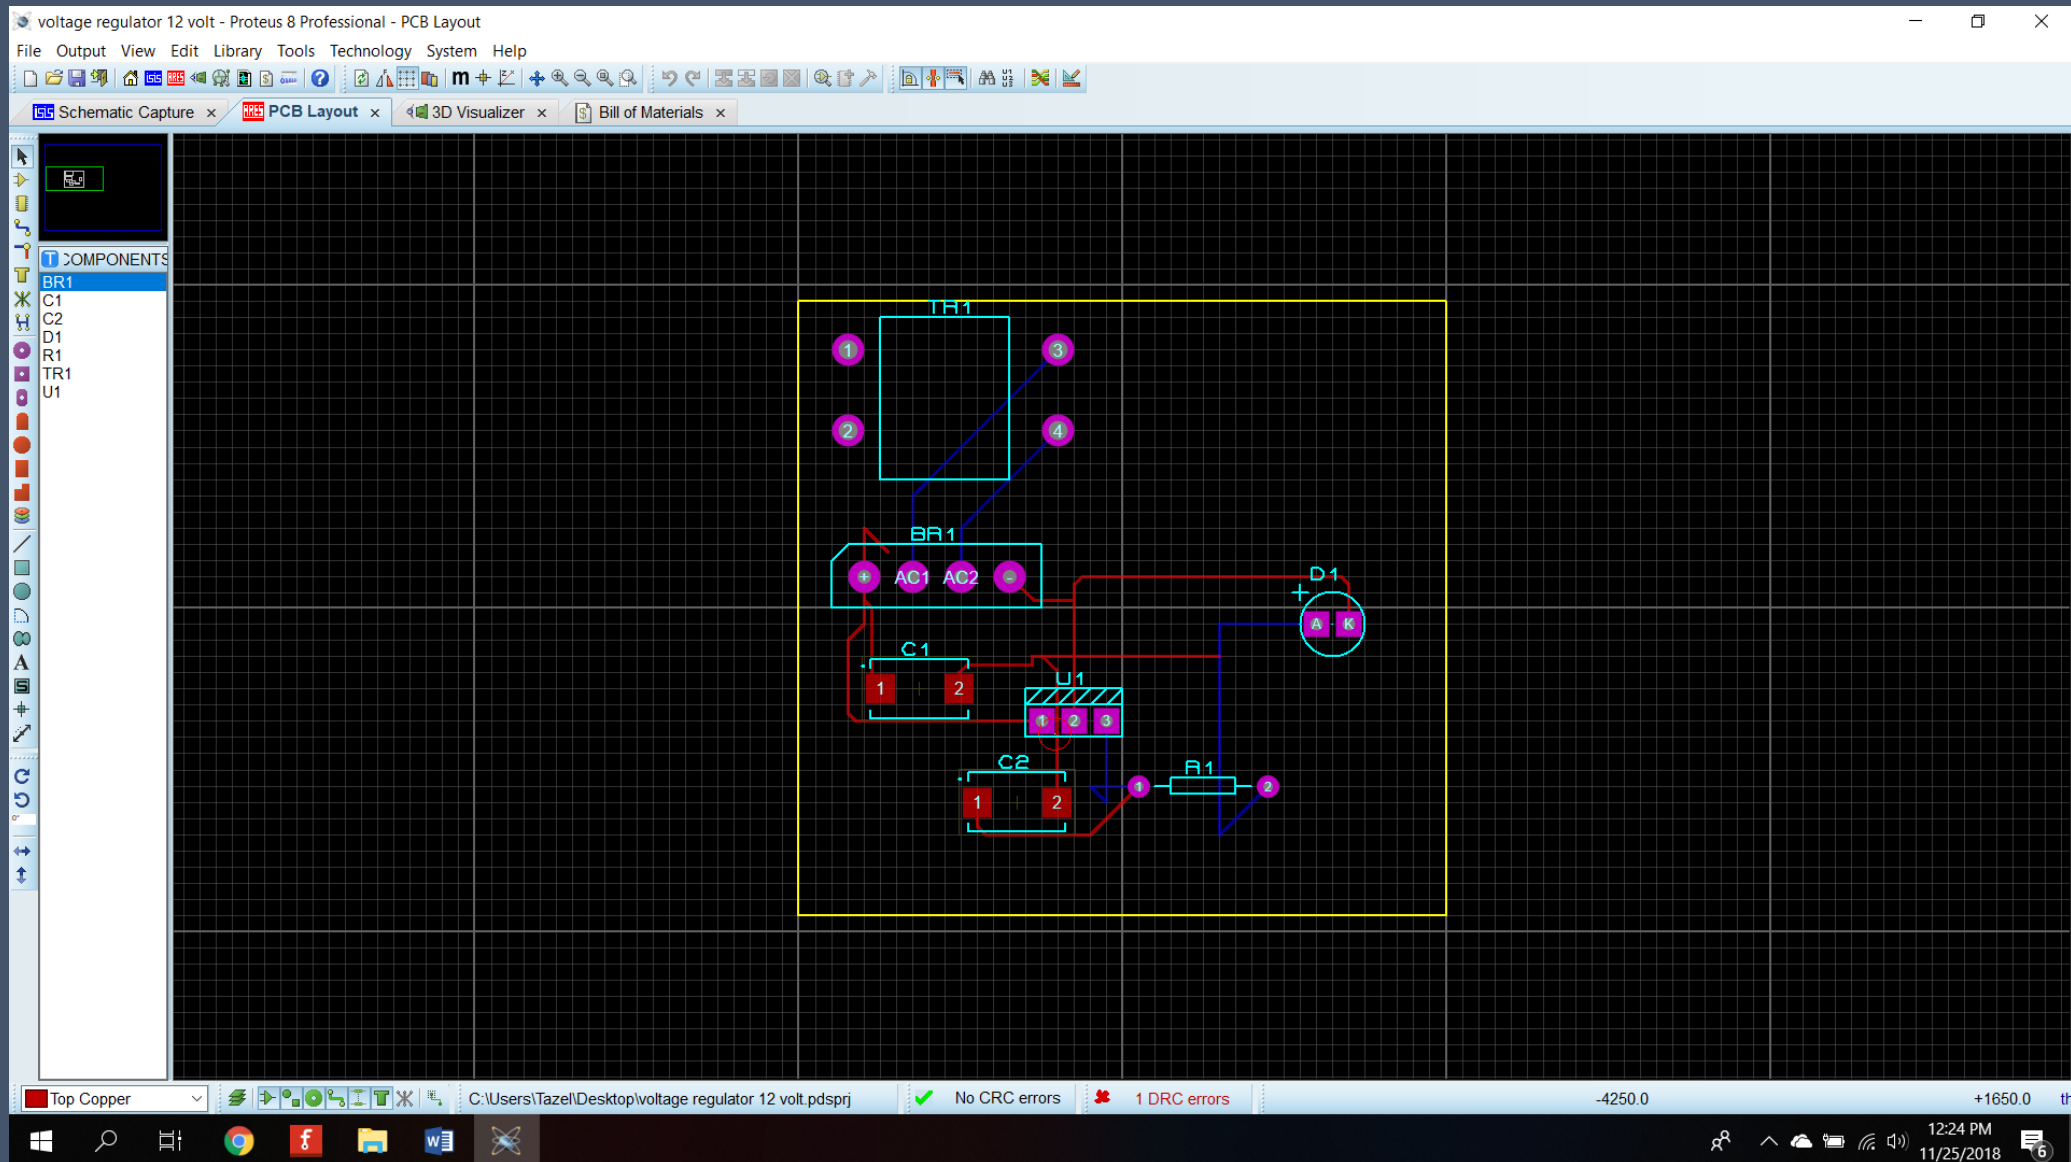 voltage regulator 12 volt - Proteus 8 Professional - PCB Layout
File Output View Edit Library Tools Technology System Help
Schematic Capture
PCB Layout
3D Visualizer
Bill of Materials
COMPONENTS
BR1
C1
C2
D1
R1
TR1
U1
TR1
1
3
2
4
BR1
+ AC1 AC2 -
D1
+
A K
C1
1 2
U1
1 2 3
C2
1 2
R1
1 2
Top Copper
C:\Users\Tazel\Desktop\voltage regulator 12 volt.pdsprj
No CRC errors
1 DRC errors
-4250.0
+1650.0
th
12:24 PM
11/25/2018
6